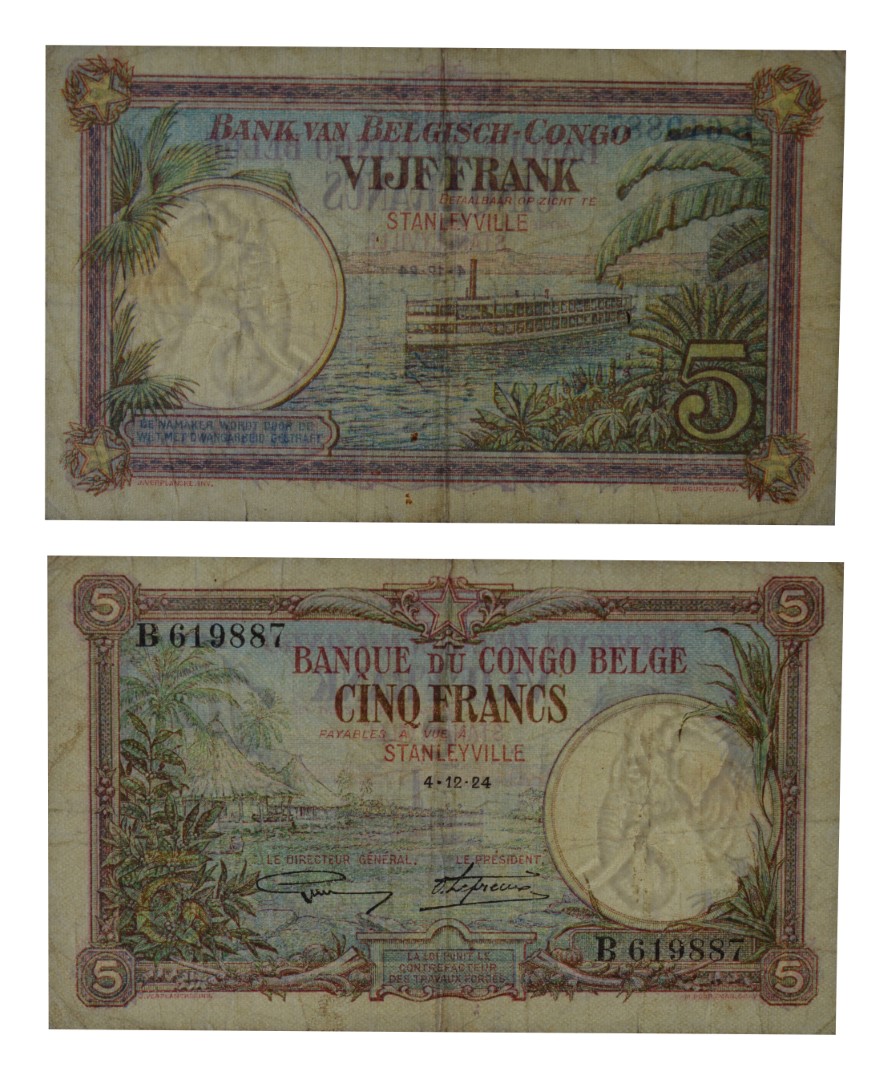 BANK VAN BELGISCH-CONGO
VIJF FRANK
BETAALBAAR OP ZICHT TE
STANLEYVILLE
5
DE NAMAKER WORDT DOOR DE
WET MET DWANGARBEID GESTRAFT
5
5
B 619887
BANQUE DU CONGO BELGE
CINQ FRANCS
PAYABLES A VUE A
STANLEYVILLE
4-12-24
LE DIRECTEUR GÉNÉRAL, LE PRÉSIDENT,
B 619887
LA LOI PUNIT LE
CONTREFACTEUR
DES TRAVAUX FORCÉS
5
5